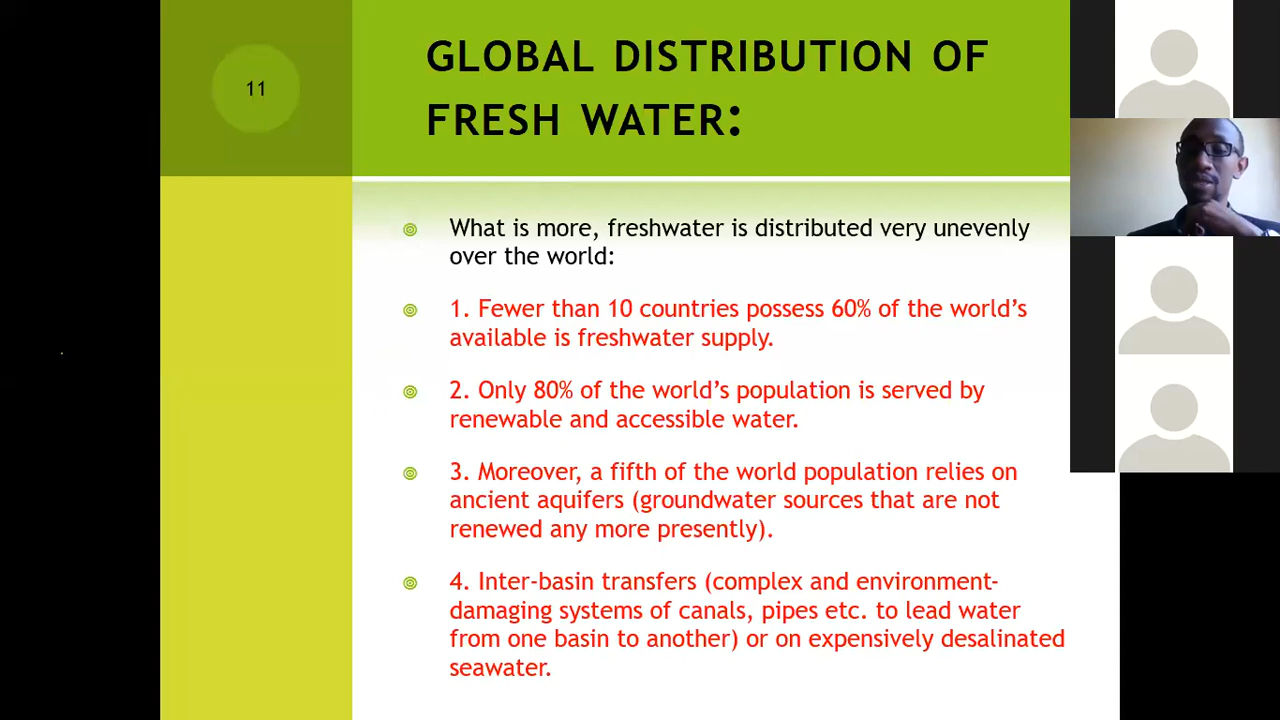 11
GLOBAL DISTRIBUTION OF
FRESH WATER:
What is more, freshwater is distributed very unevenly
over the world:
1. Fewer than 10 countries possess 60% of the world’s
available is freshwater supply.
2. Only 80% of the world’s population is served by
renewable and accessible water.
3. Moreover, a fifth of the world population relies on
ancient aquifers (groundwater sources that are not
renewed any more presently).
4. Inter-basin transfers (complex and environment-
damaging systems of canals, pipes etc. to lead water
from one basin to another) or on expensively desalinated
seawater.